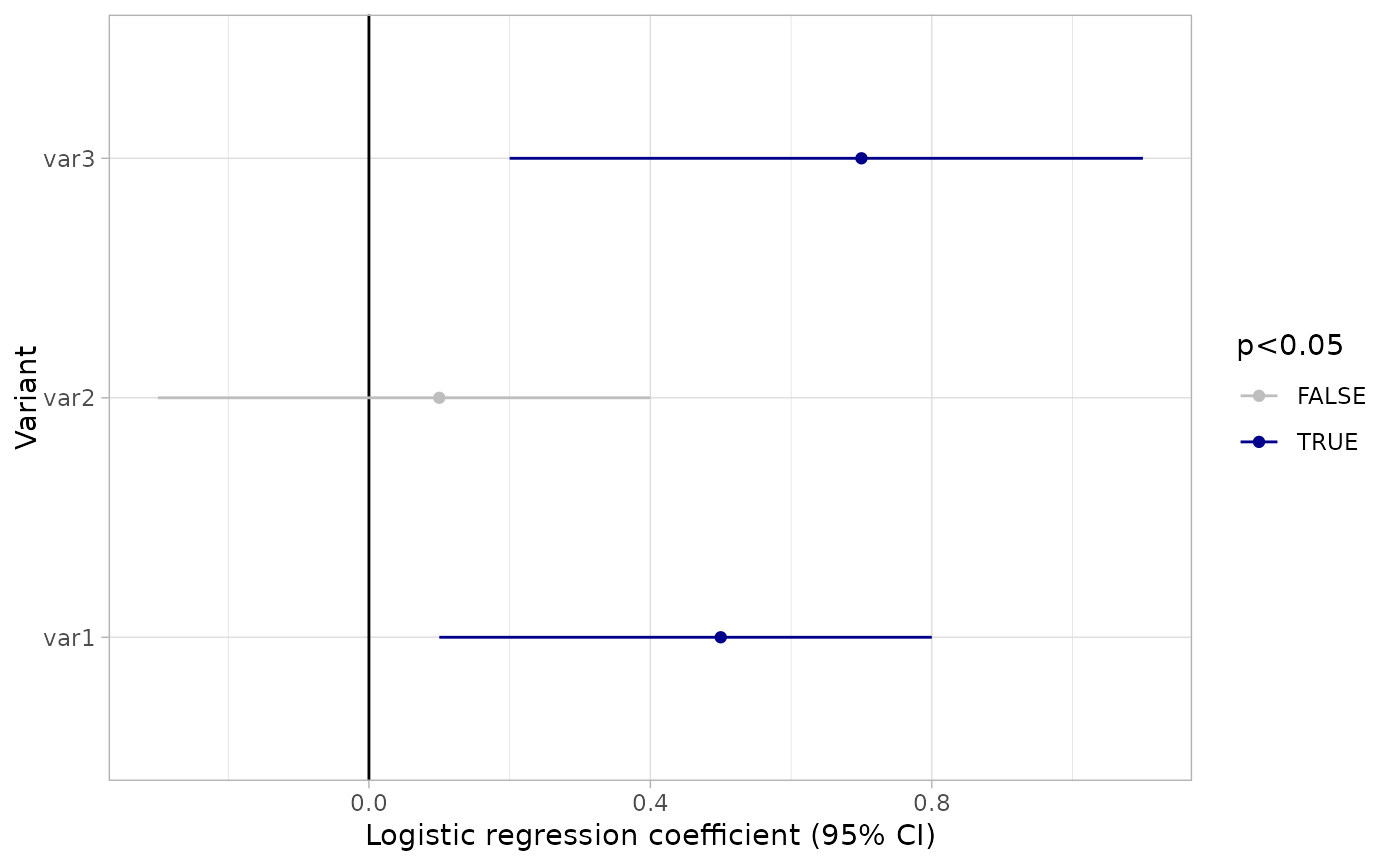 var3
var2
var1
Variant
0.0 0.4 0.8
Logistic regression coefficient (95% CI)
p<0.05
FALSE
TRUE